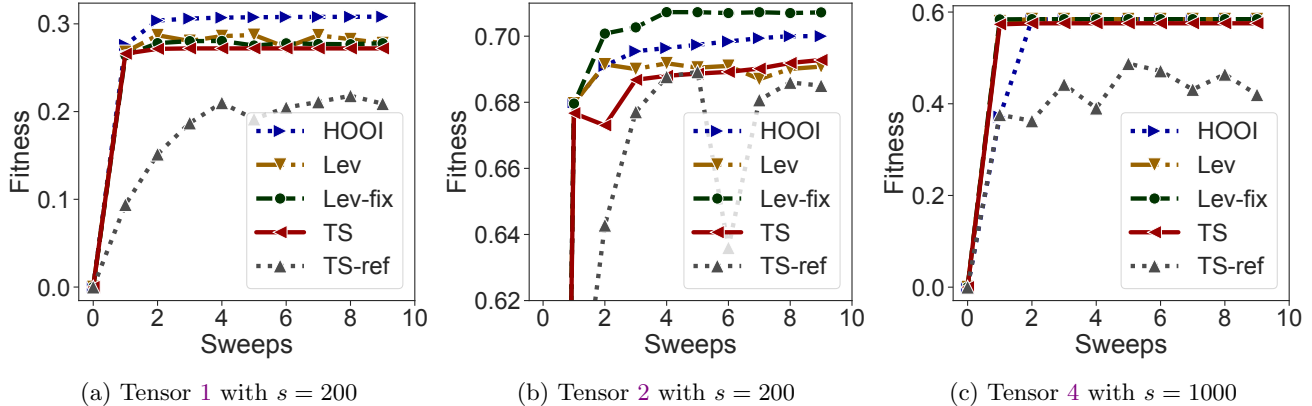 0.3
0.2
0.1
0.0
Fitness
0 2 4 6 8 10
Sweeps
HOOI
Lev
Lev-fix
TS
TS-ref
(a) Tensor 1 with s = 200
0.70
0.68
0.66
0.64
0.62
Fitness
0 2 4 6 8 10
Sweeps
HOOI
Lev
Lev-fix
TS
TS-ref
(b) Tensor 2 with s = 200
0.6
0.4
0.2
0.0
Fitness
0 2 4 6 8 10
Sweeps
HOOI
Lev
Lev-fix
TS
TS-ref
(c) Tensor 4 with s = 1000